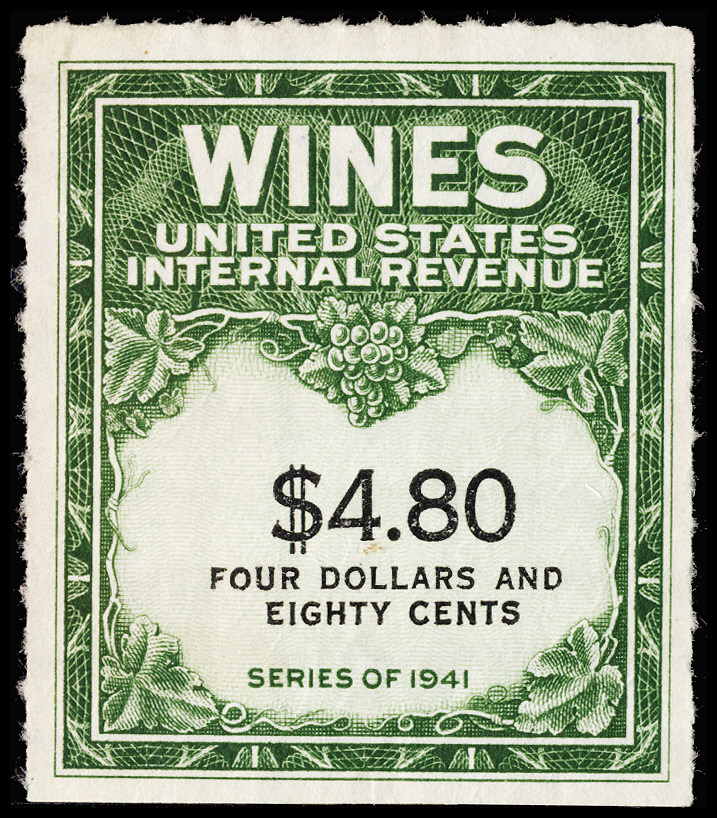 WINES
UNITED STATES
INTERNAL REVENUE
$4.80
FOUR DOLLARS AND
EIGHTY CENTS
SERIES OF 1941